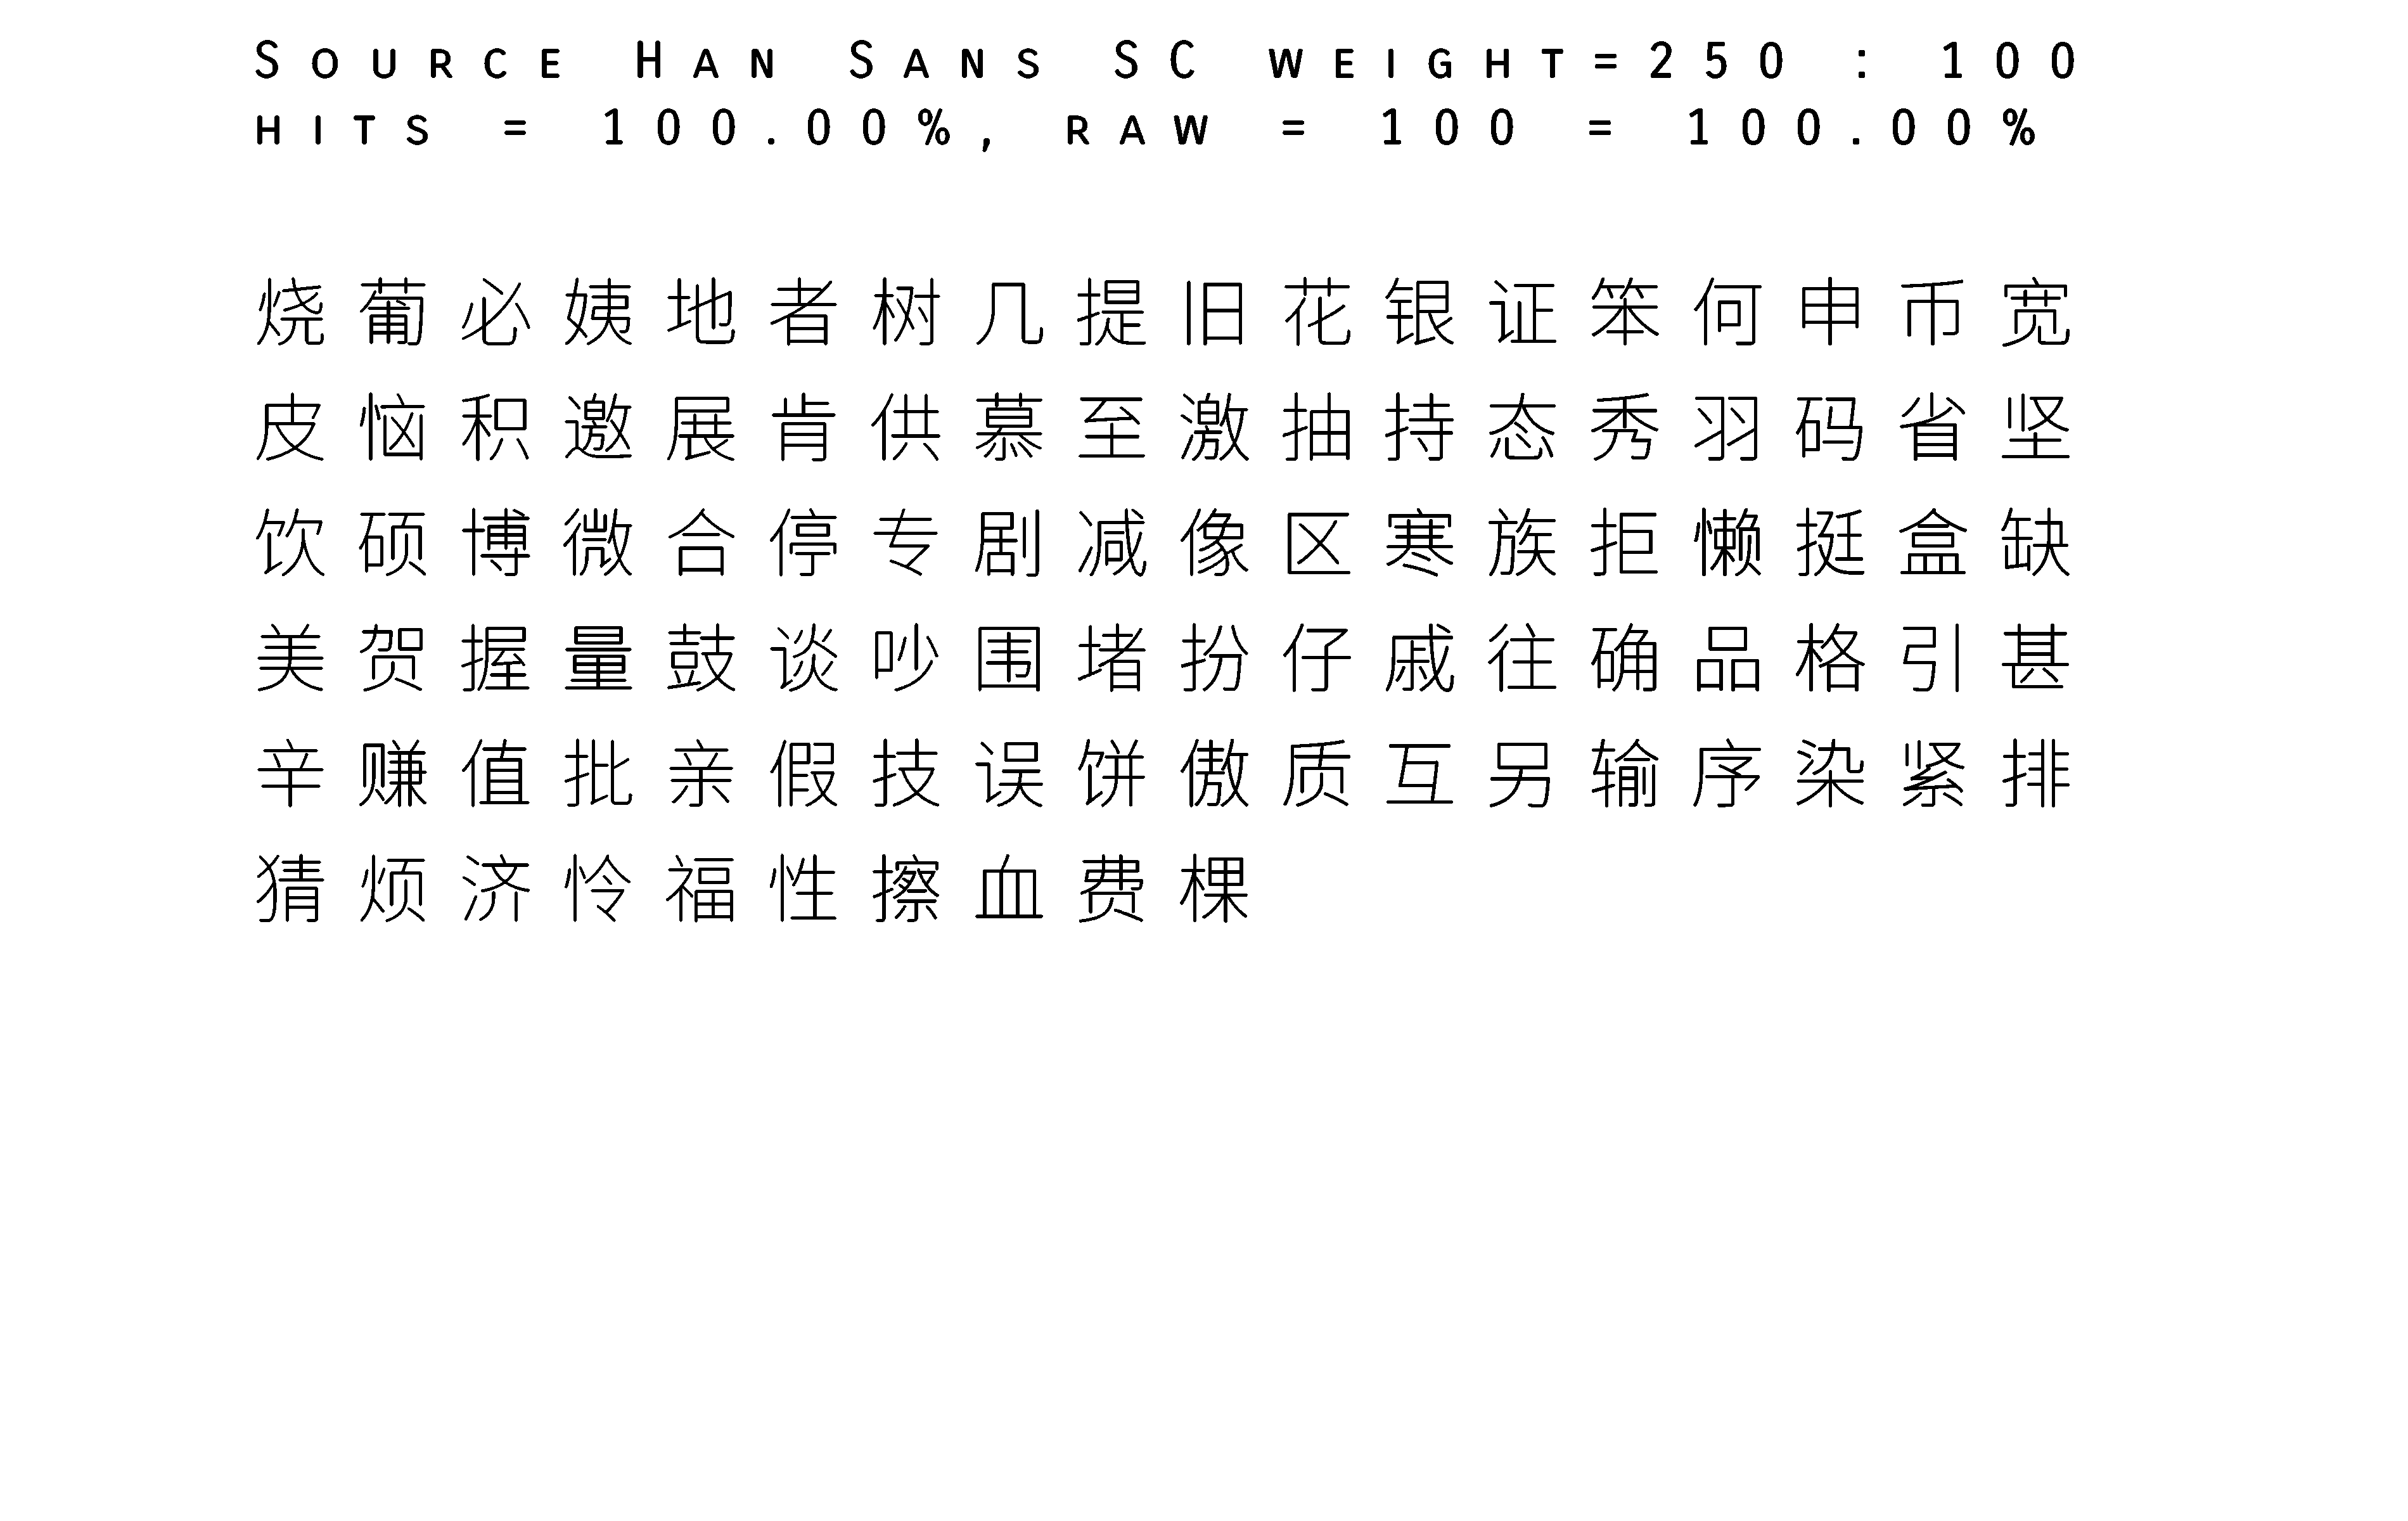 Source Han Sans SC weight=250 : 100
hits = 100.00%, raw = 100 = 100.00%
烧葡必姨地者树几提旧花银证笨何申币宽
皮恼积邀展肯供慕至激抽持态秀羽码省坚
饮硕博微合停专剧减像区寒族拒懒挺盒缺
美贺握量鼓谈吵围堵扮仔戚往确品格引甚
辛赚值批亲假技误饼傲质互另输序染紧排
猜烦济怜福性擦血费棵